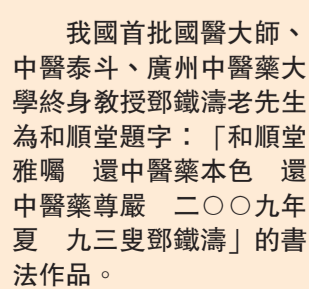 我國首批國醫大師、
中醫泰斗、廣州中醫藥大
學終身教授鄧鐵濤老先生
為和順堂題字：「和順堂
雅囑　還中醫藥本色　還
中醫藥尊嚴　二○○九年
夏　九三叟鄧鐵濤」的書
法作品。